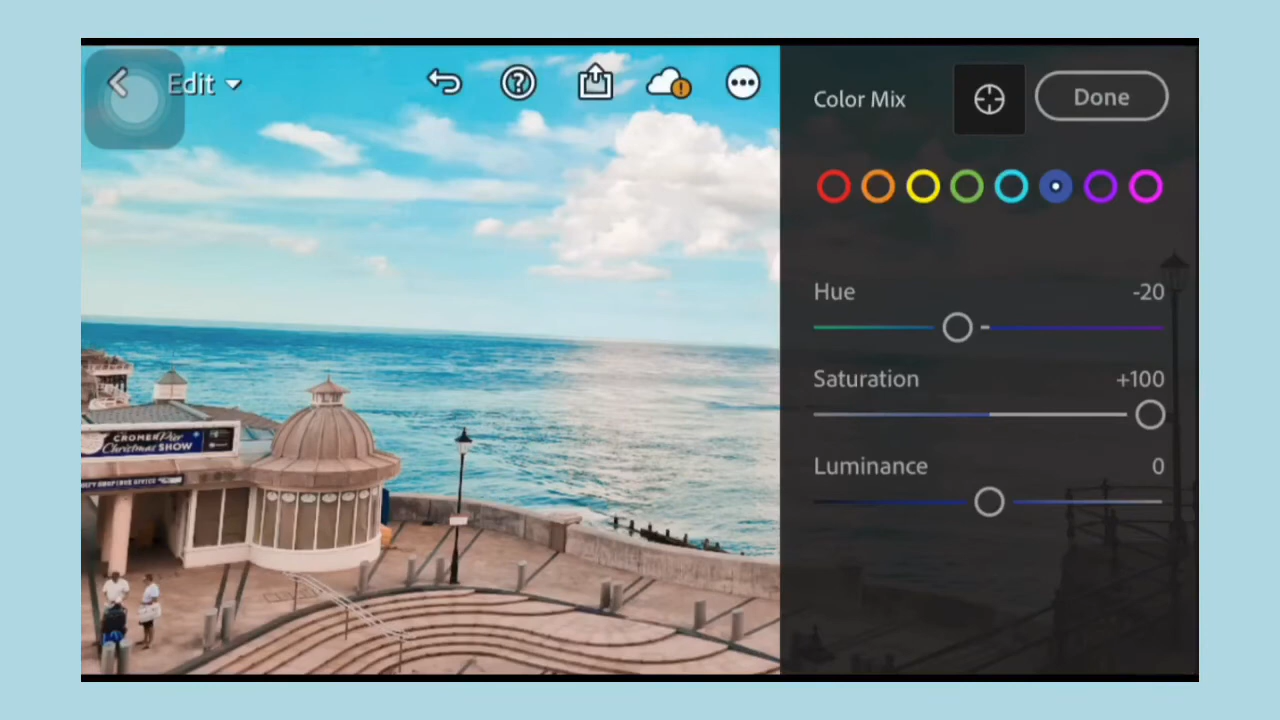 Edit
Color Mix
Done
Hue
-20
Saturation
+100
Luminance
0
CROMER Pier
Christmas SHOW